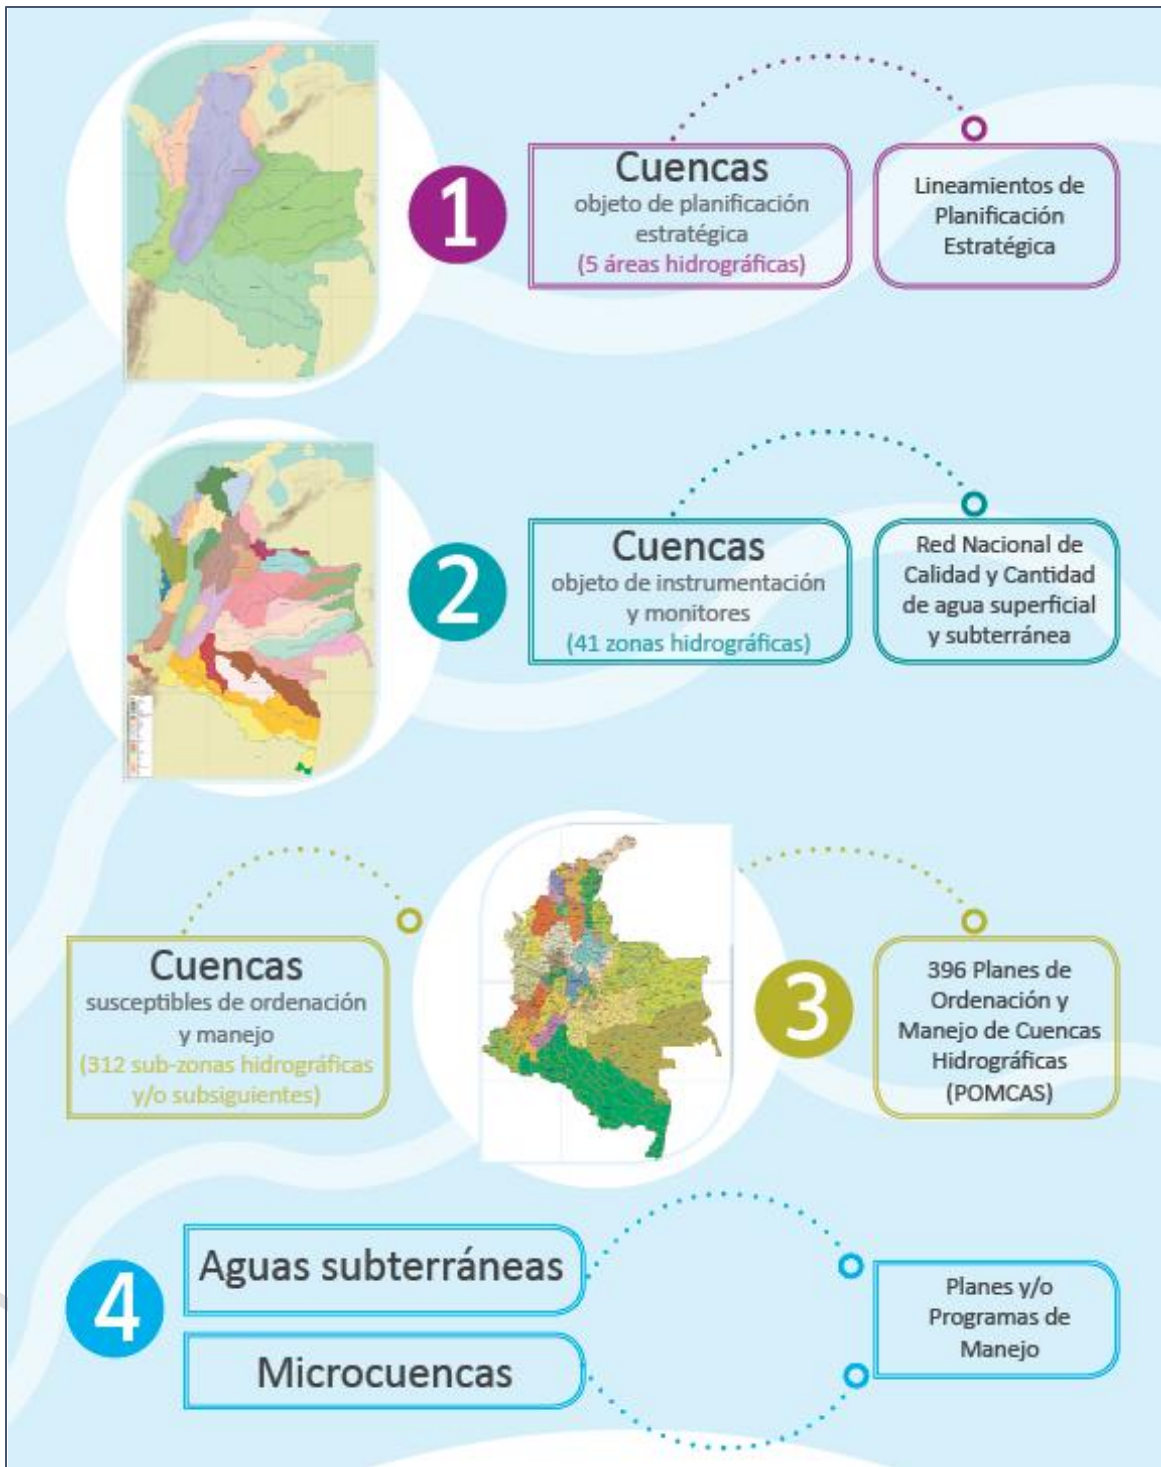 1
Cuencas
objeto de planificación
estratégica
(5 áreas hidrográficas)
Lineamientos de
Planificación
Estratégica
2
Cuencas
objeto de instrumentación
y monitores
(41 zonas hidrográficas)
Red Nacional de
Calidad y Cantidad
de agua superficial
y subterránea
Cuencas
susceptibles de ordenación
y manejo
(312 sub-zonas hidrográficas
y/o subsiguientes)
3
396 Planes de
Ordenación y
Manejo de Cuencas
Hidrográficas
(POMCAS)
4
Aguas subterráneas
Microcuencas
Planes y/o
Programas de
Manejo